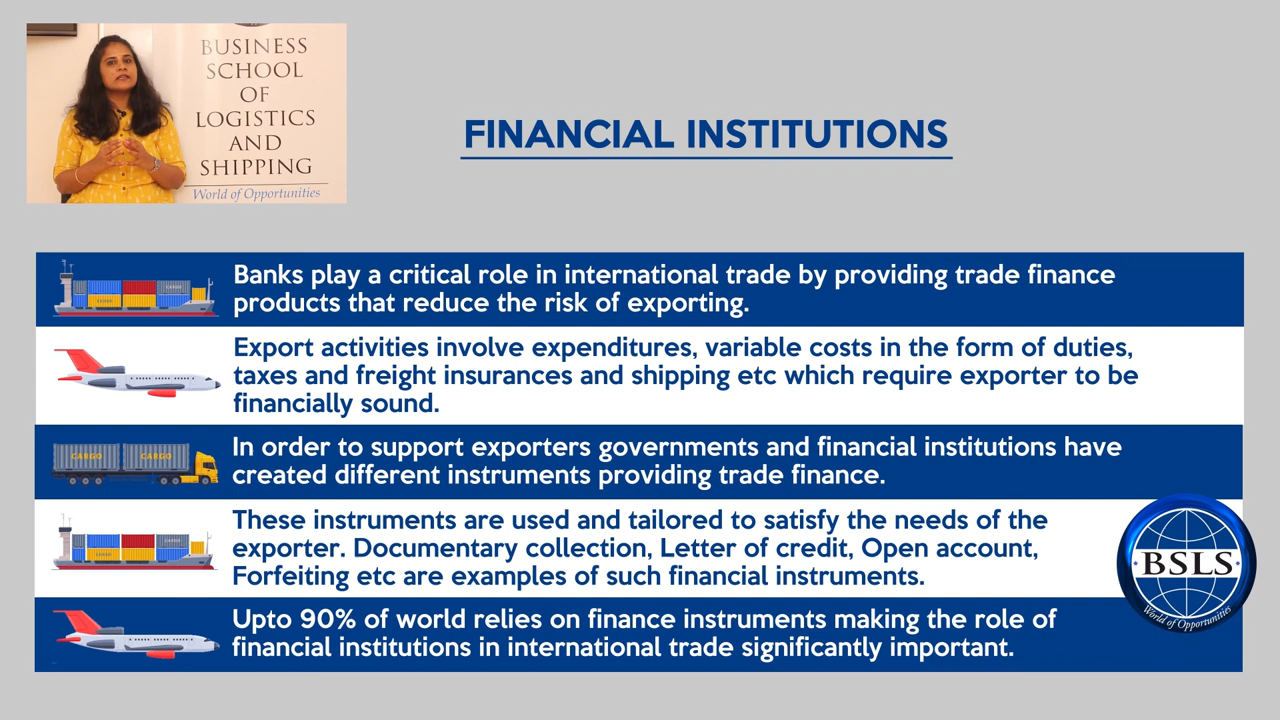 BUSINESS
SCHOOL
OF
LOGISTICS
AND
SHIPPING
World of Opportunities
FINANCIAL INSTITUTIONS
Banks play a critical role in international trade by providing trade finance
products that reduce the risk of exporting.
Export activities involve expenditures, variable costs in the form of duties,
taxes and freight insurances and shipping etc which require exporter to be
financially sound.
CARGO CARGO
In order to support exporters governments and financial institutions have
created different instruments providing trade finance.
These instruments are used and tailored to satisfy the needs of the
exporter. Documentary collection, Letter of credit, Open account,
Forfeiting etc are examples of such financial instruments.
BSLS
World of Opportunities
Upto 90% of world relies on finance instruments making the role of
financial institutions in international trade significantly important.